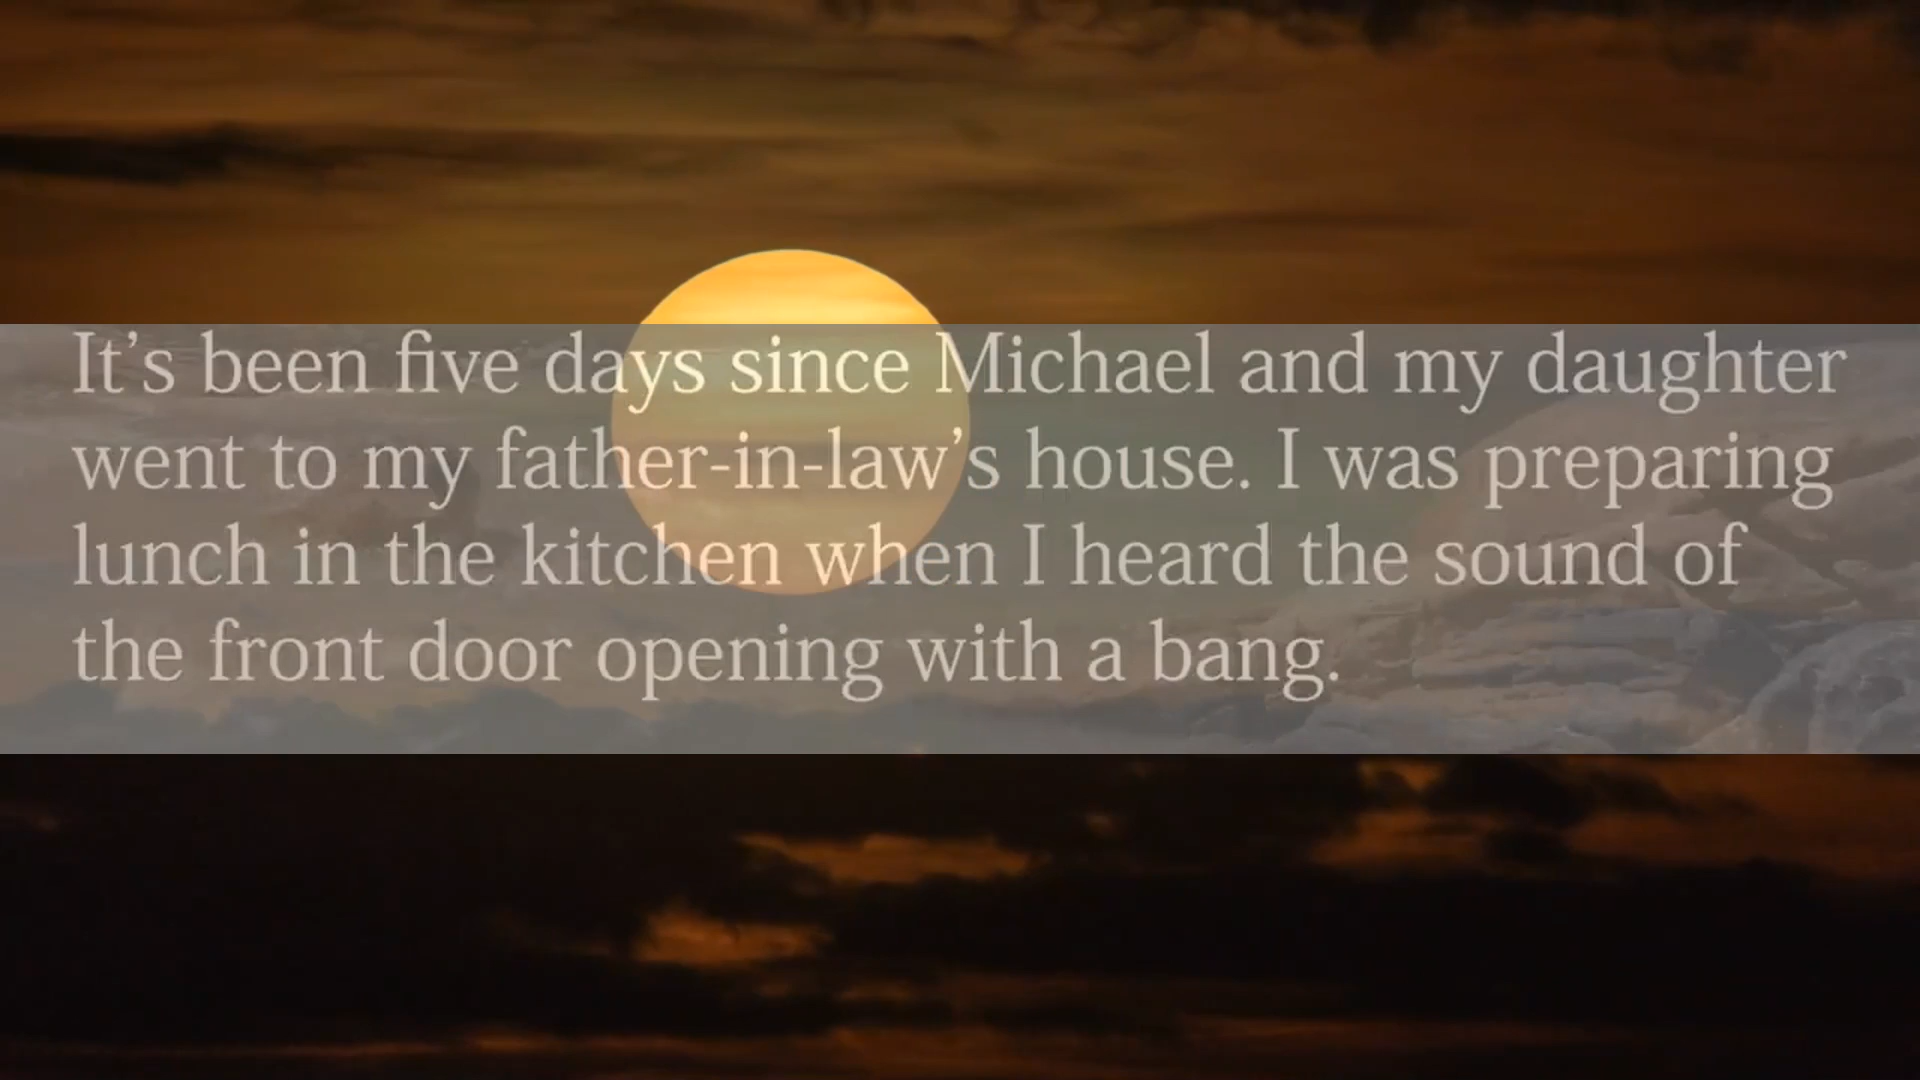 It’s been five days since Michael and my daughter
went to my father-in-law’s house. I was preparing
lunch in the kitchen when I heard the sound of
the front door opening with a bang.